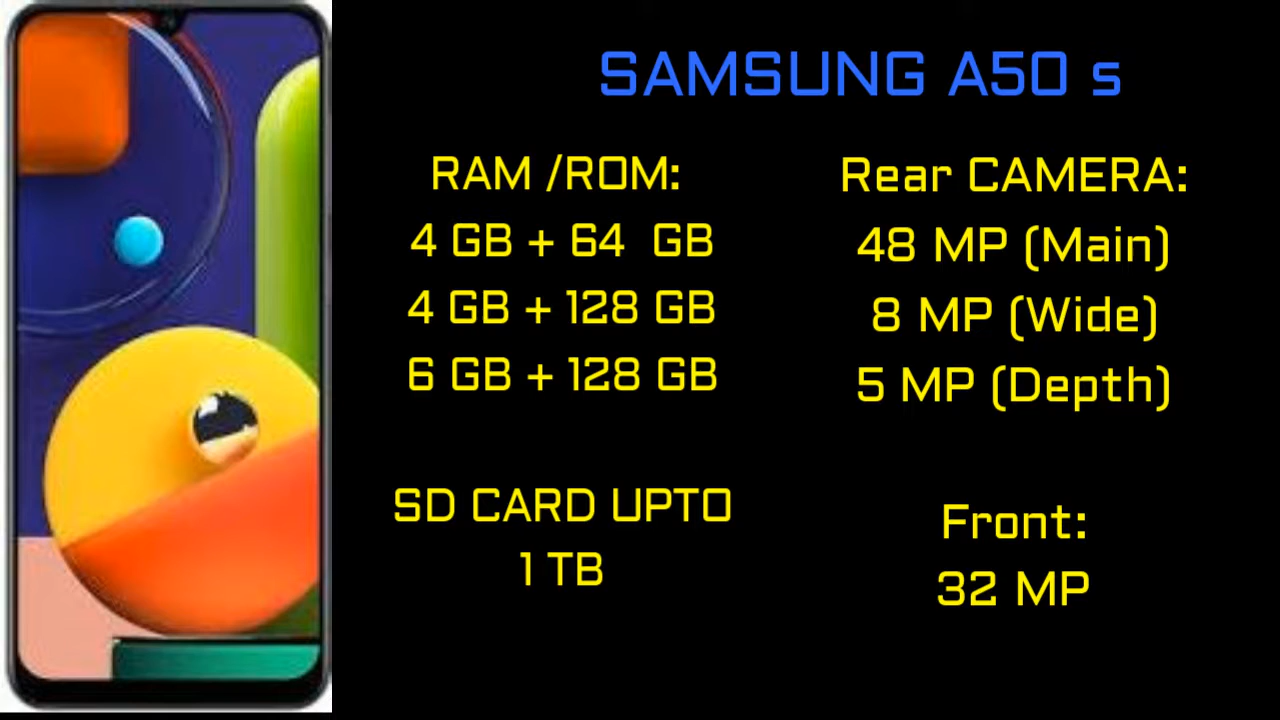 SAMSUNG A50 s
RAM /ROM:
4 GB + 64 GB
4 GB + 128 GB
6 GB + 128 GB
SD CARD UPTO
1 TB
Rear CAMERA:
48 MP (Main)
8 MP (Wide)
5 MP (Depth)
Front:
32 MP